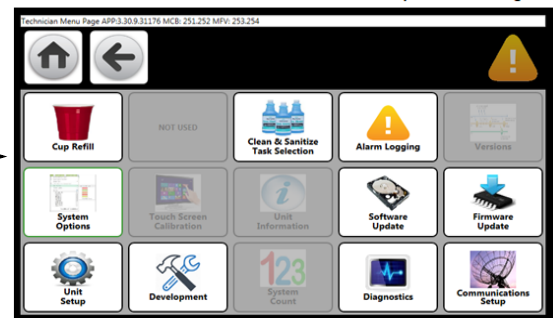 Technician Menu Page APP:3.30.9.31176 MCB: 251.252 MFV: 253.254
Cup Refill
NOT USED
Clean & Sanitize
Task Selection
Alarm Logging
Versions
System
Options
Touch Screen
Calibration
Unit
Information
Software
Update
Firmware
Update
Unit
Setup
Development
123
System
Count
Diagnostics
Communications
Setup